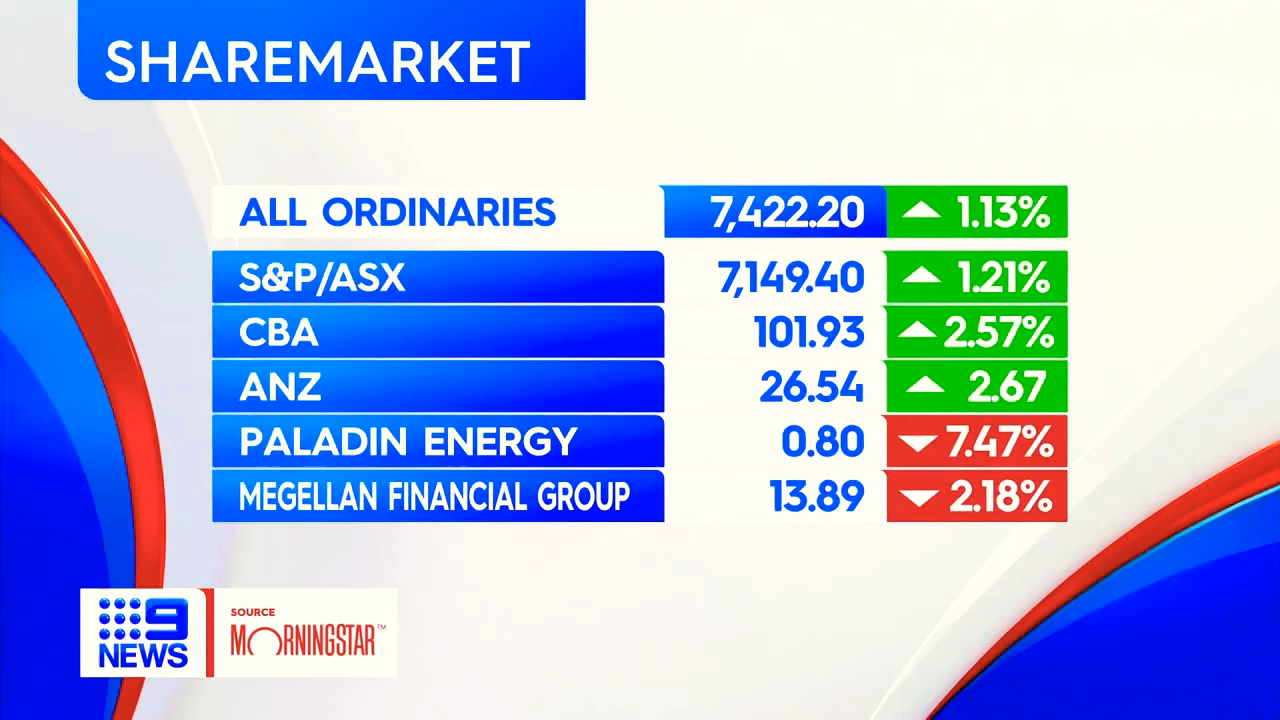 SHAREMARKET
ALL ORDINARIES 7,422.20 ▲ 1.13%
S&P/ASX 7,149.40 ▲ 1.21%
CBA 101.93 ▲ 2.57%
ANZ 26.54 ▲ 2.67
PALADIN ENERGY 0.80 ▼ 7.47%
MEGELLAN FINANCIAL GROUP 13.89 ▼ 2.18%
9
NEWS
SOURCE
MORNINGSTAR™